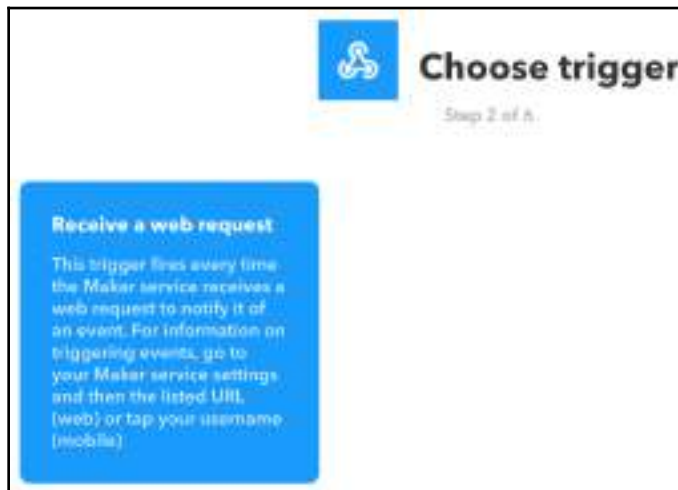 Choose trigger
Step 2 of 6
Receive a web request
This trigger fires every time
the Maker service receives a
web request to notify it of
an event. For information on
triggering events, go to
your Maker service settings
and then the listed URL
(web) or tap your username
(mobile)